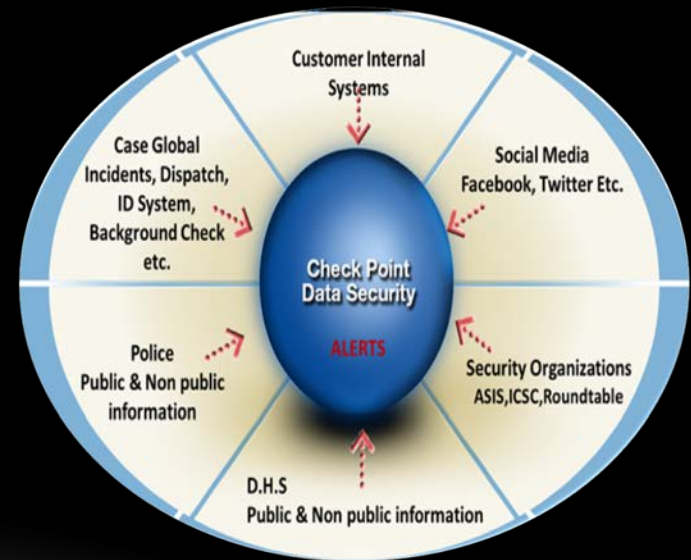 Customer Internal
Systems
Case Global
Incidents, Dispatch,
ID System,
Background Check
etc.
Social Media
Facebook, Twitter Etc.
Check Point
Data Security
ALERTS
Police
Public & Non public
information
Security Organizations
ASIS,ICSC,Roundtable
D.H.S
Public & Non public information